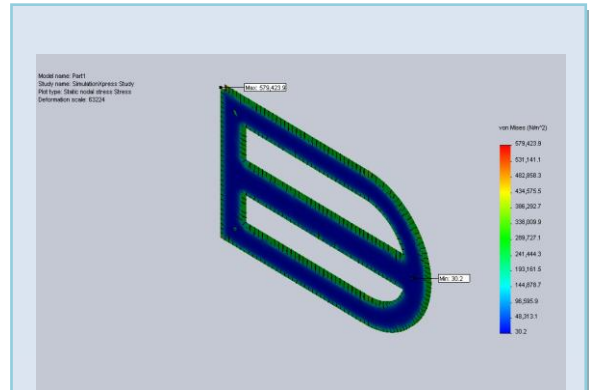 Model name: Part1
Study name: SimulationXpress Study
Plot type: Static nodal stress Stress
Deformation scale: 63224
Max: 579,423.9
von Mises (N/m^2)
579,423.9
531,141.1
482,858.3
434,575.5
386,292.7
338,009.9
289,727.1
241,444.3
193,161.5
144,878.7
96,595.9
48,313.1
30.2
Min: 30.2